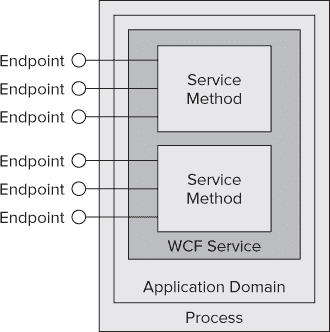 Endpoint
Endpoint
Endpoint
Service
Method
Endpoint
Endpoint
Endpoint
Service
Method
WCF Service
Application Domain
Process